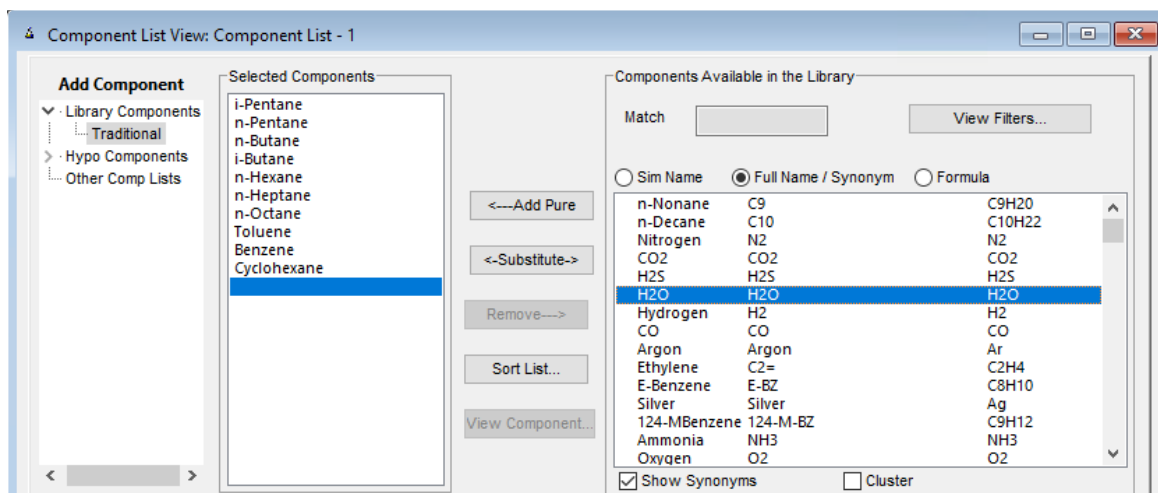 Component List View: Component List - 1
Add Component
Library Components
Traditional
Hypo Components
Other Comp Lists
Selected Components
i-Pentane
n-Pentane
n-Butane
i-Butane
n-Hexane
n-Heptane
n-Octane
Toluene
Benzene
Cyclohexane
<---Add Pure
<-Substitute->
Remove--->
Sort List...
View Component...
Components Available in the Library
Match View Filters...
Sim Name Full Name / Synonym Formula
n-Nonane C9 C9H20
n-Decane C10 C10H22
Nitrogen N2 N2
CO2 CO2 CO2
H2S H2S H2S
H2O H2O H2O
Hydrogen H2 H2
CO CO CO
Argon Argon Ar
Ethylene C2= C2H4
E-Benzene E-BZ C8H10
Silver Silver Ag
124-MBenzene 124-M-BZ C9H12
Ammonia NH3 NH3
Oxygen O2 O2
Show Synonyms Cluster